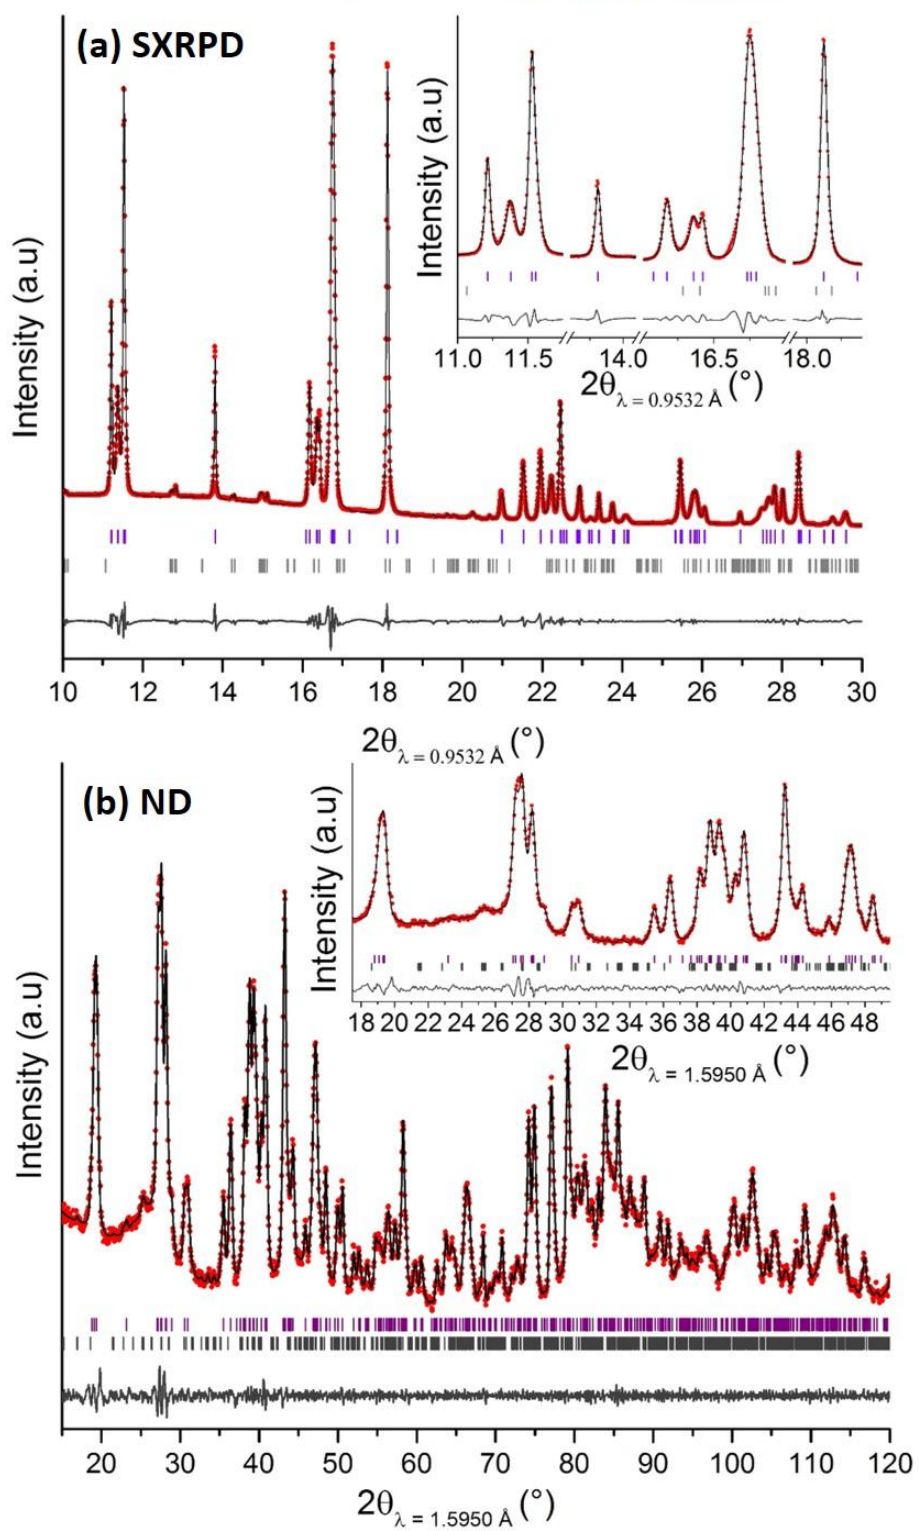 (a) SXRPD
Intensity (a.u)
Intensity (a.u)
11.0 11.5 14.0 16.5 18.0
2θλ = 0.9532 Å (°)
10 12 14 16 18 20 22 24 26 28 30
2θλ = 0.9532 Å (°)
(b) ND
Intensity (a.u)
Intensity (a.u)
18 20 22 24 26 28 30 32 34 36 38 40 42 44 46 48
2θλ = 1.5950 Å (°)
20 30 40 50 60 70 80 90 100 110 120
2θλ = 1.5950 Å (°)